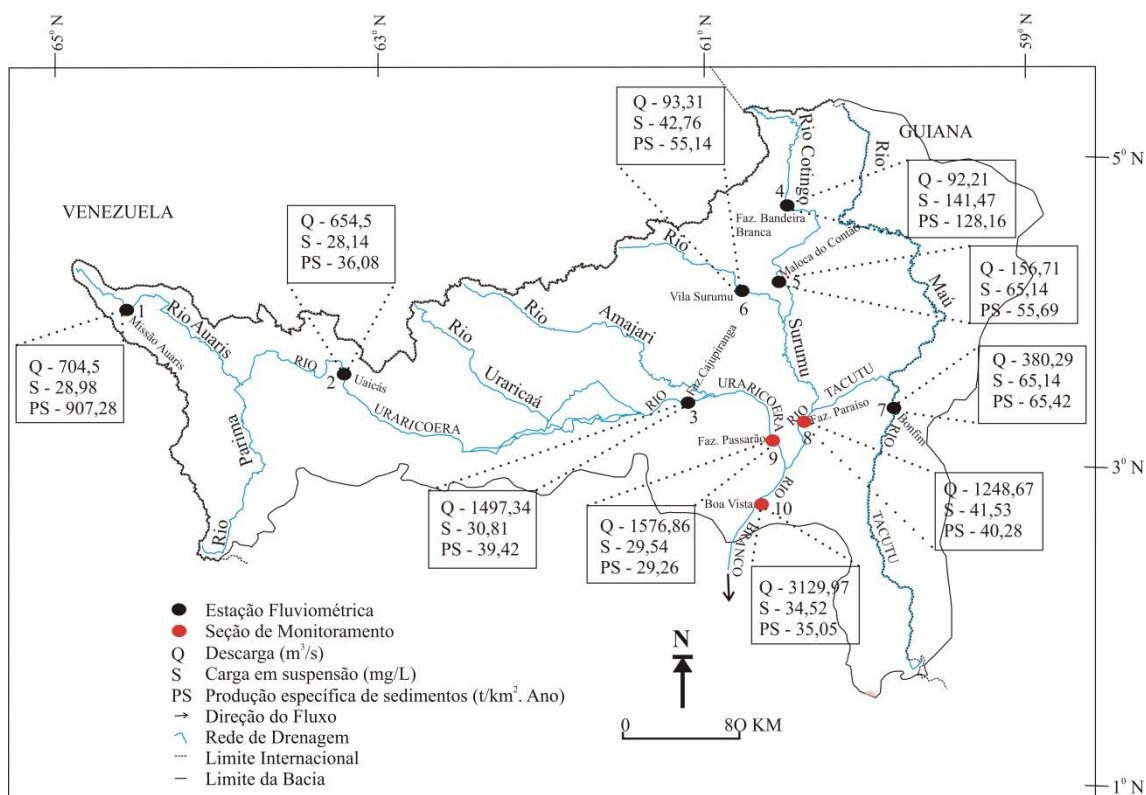 65° N
63° N
61° N
59° N
5° N
3° N
1° N
VENEZUELA
GUIANA
Q - 93,31
S - 42,76
PS - 55,14
Q - 654,5
S - 28,14
PS - 36,08
Q - 92,21
S - 141,47
PS - 128,16
Q - 156,71
S - 65,14
PS - 55,69
Q - 380,29
S - 65,14
PS - 65,42
Q - 704,5
S - 28,98
PS - 907,28
Q - 1497,34
S - 30,81
PS - 39,42
Q - 1576,86
S - 29,54
PS - 29,26
Q - 1248,67
S - 41,53
PS - 40,28
Q - 3129,97
S - 34,52
PS - 35,05
Rio Cotingo
Rio
Maú
4
Faz. Bandeira
Branca
Maloca do Contão
5
Rio
Surumu
Vila Surumu
6
1
Missão Auaris
Rio Auaris
Rio
Parima
RIO
2
Uaicás
URARICOERA
Rio
Uraricaá
Rio
Amajari
Faz. Cajupiranga
RIO
3
URARICOERA
Faz. Passarão
9
RIO
TACUTU
Faz. Paraíso
8
7
Bonfim
RIO
TACUTU
Boa Vista
10
RIO
BRANCO
N
0 80 KM
Estação Fluviométrica
Seção de Monitoramento
Q Descarga (m³/s)
S Carga em suspensão (mg/L)
PS Produção específica de sedimentos (t/km². Ano)
Direção do Fluxo
Rede de Drenagem
Limite Internacional
Limite da Bacia